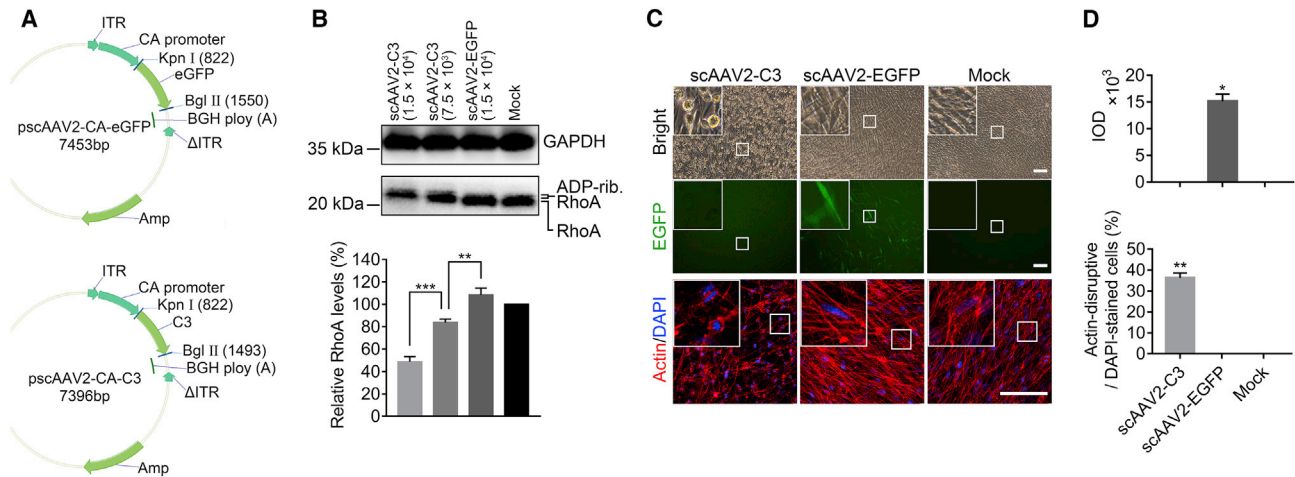 A
ITR
CA promoter
Kpn I (822)
eGFP
Bgl II (1550)
BGH ploy (A)
ΔITR
pscAAV2-CA-eGFP
7453bp
Amp
ITR
CA promoter
Kpn I (822)
C3
Bgl II (1493)
BGH ploy (A)
ΔITR
pscAAV2-CA-C3
7396bp
Amp
B
scAAV2-C3
(1.5 × 10⁴)
scAAV2-C3
(7.5 × 10³)
scAAV2-EGFP
(1.5 × 10⁴)
Mock
35 kDa
GAPDH
20 kDa
ADP-rib.
RhoA
RhoA
Relative RhoA levels (%)
140
120
100
80
60
40
20
0
***
**
C
scAAV2-C3 scAAV2-EGFP Mock
Bright
EGFP
Actin/DAPI
D
IOD ×10³
20
15
10
5
0
*
Actin-disruptive
/ DAPI-stained cells (%)
50
40
30
20
10
0
**
scAAV2-C3
scAAV2-EGFP
Mock